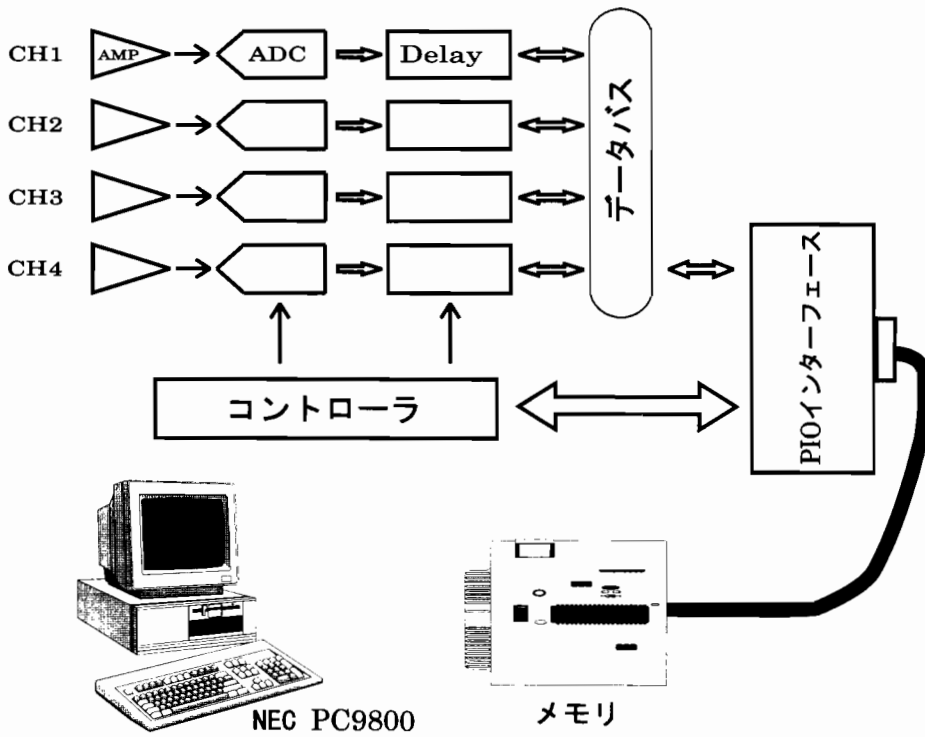 CH1 AMP ADC Delay
CH2
CH3
CH4
データバス
PIOインターフェース
コントローラ
NEC PC9800
メモリ